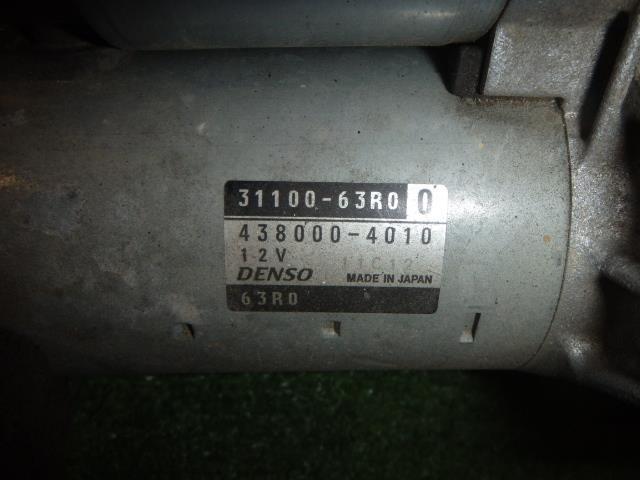 31100-63R0 0
438000-4010
12V
DENSO MADE IN JAPAN
63R0